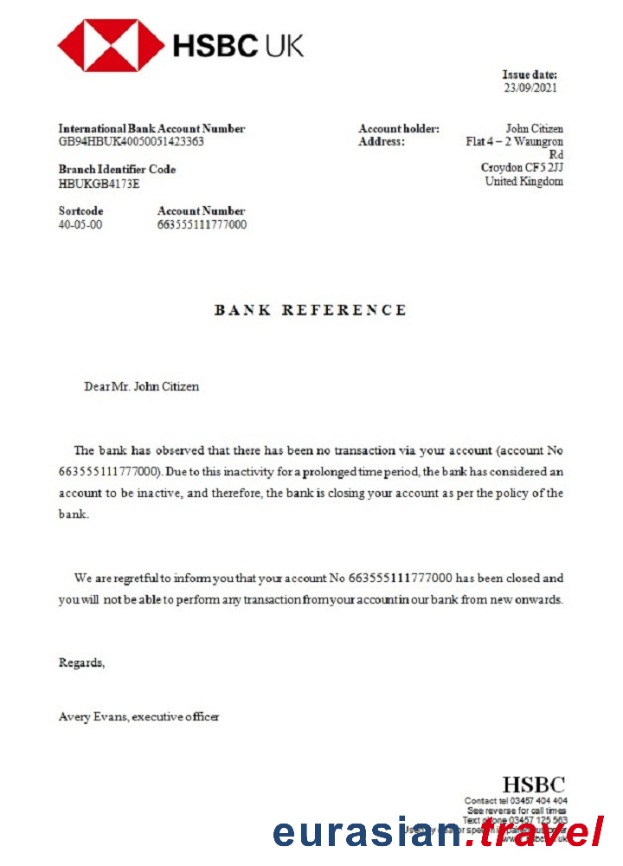 HSBC UK
Issue date:
23/09/2021
International Bank Account Number
GB94HBUK40050051423363
Branch Identifier Code
HBUKGB4173E
Sortcode Account Number
40-05-00 663555111777000
Account holder: John Citizen
Address: Flat 4 – 2 Waungron
Rd
Croydon CF5 2JJ
United Kingdom
BANK REFERENCE
Dear Mr. John Citizen
The bank has observed that there has been no transaction via your account (account No
663555111777000). Due to this inactivity for a prolonged time period, the bank has considered an
account to be inactive, and therefore, the bank is closing your account as per the policy of the
bank.
We are regretful to inform you that your account No 663555111777000 has been closed and
you will not be able to perform any transaction from your account in our bank from new onwards.
Regards,
Avery Evans, executive officer
HSBC
Contact tel 03457 404 404
See reverse for call times
Text phone 03457 125 563
eurasian.travel